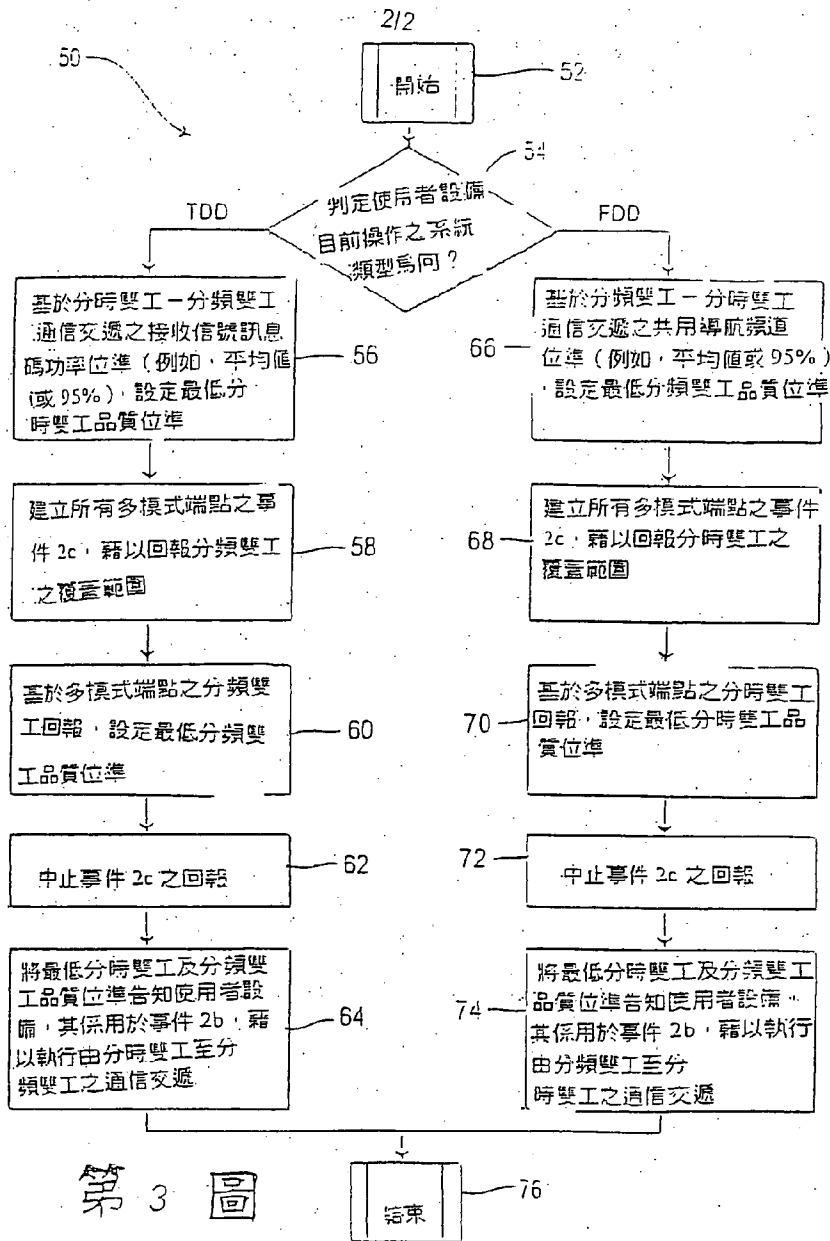 2/2
50
開始
52
54
判定使用者設備
目前操作之系統
類型為何？
TDD
FDD
基於分時雙工－分頻雙工
通信交遞之接收信號訊息
碼功率位準（例如，平均值
或95%），設定最低分
時雙工品質位準
56
基於分頻雙工－分時雙工
通信交遞之共用導航頻道
位準（例如，平均值或95%）
，設定最低分頻雙工品質位準
66
建立所有多模式端點之事
件 2c，藉以回報分頻雙工
之覆蓋範圍
58
建立所有多模式端點之事件
2c，藉以回報分時雙工之
覆蓋範圍
68
基於多模式端點之分頻雙
工回報，設定最低分頻雙
工品質位準
60
基於多模式端點之分時雙工
回報，設定最低分時雙工品
質位準
70
中止事件 2c 之回報
62
中止事件 2c 之回報
72
將最低分時雙工及分頻雙
工品質位準告知使用者設
備，其係用於事件 2b，藉
以執行由分時雙工至分
頻雙工之通信交遞
64
將最低分時雙工及分頻雙工
品質位準告知使用者設備，
其係用於事件 2b，藉以執行
由分頻雙工至分
時雙工之通信交遞
74
結束
76
第 3 圖